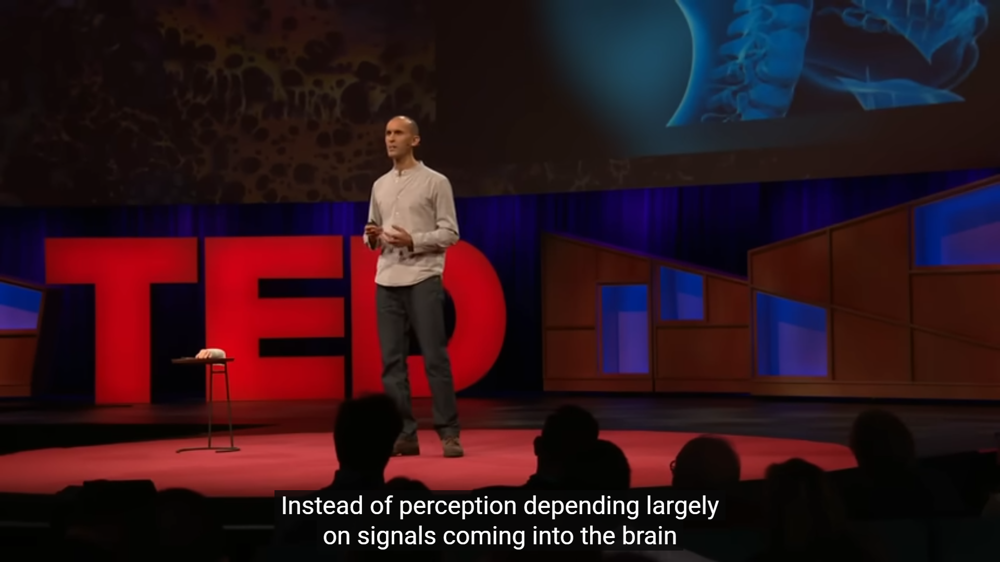 TED
Instead of perception depending largely
on signals coming into the brain